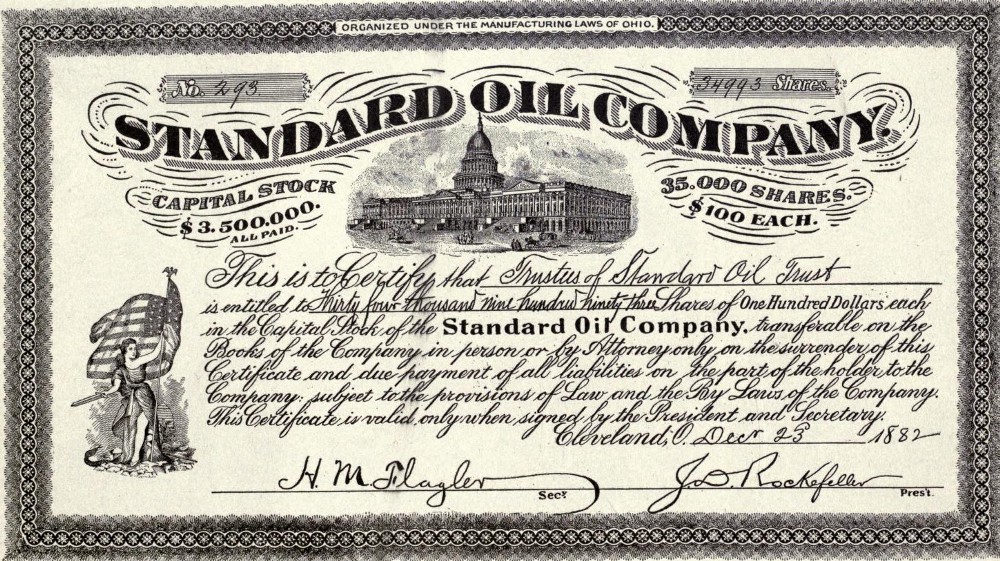 ORGANIZED UNDER THE MANUFACTURING LAWS OF OHIO.
No. 293
34993 Shares.
STANDARD OIL COMPANY.
CAPITAL STOCK
$3.500.000.
ALL PAID.
35.000 SHARES.
$100 EACH.
This is to Certify that Trustees of Standard Oil Trust
is entitled to Thirty four thousand nine hundred ninety three Shares of One Hundred Dollars each
in the Capital Stock of the Standard Oil Company, transferable on the
Books of the Company in person or by Attorney only on the surrender of this
Certificate and due payment of all liabilities on the part of the holder to the
Company: subject to the provisions of Law and the By Laws of the Company.
This Certificate is valid only when signed by the President and Secretary.
Cleveland, O. Decr 23 1882
H. M. Flagler Secy
J. D. Rockefeller Pres't.